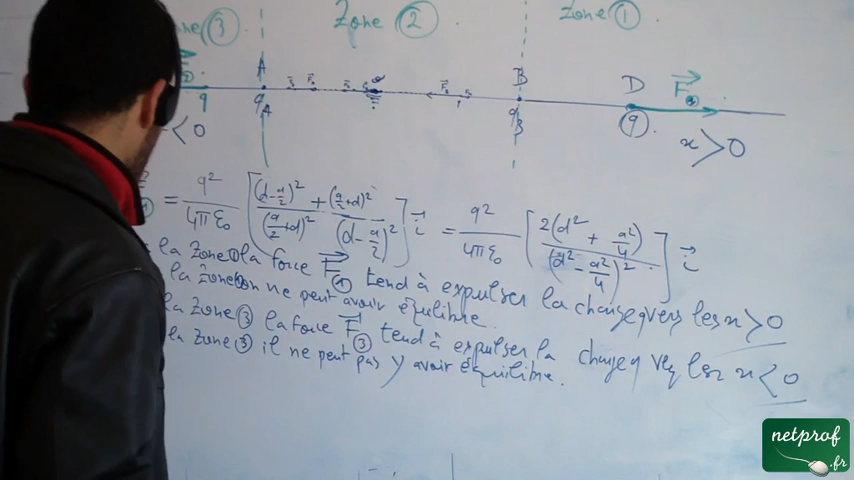 Zone ③ Zone ② Zone ①
A B D F
q q_A q_B q
< 0 x > 0
= q²/4πε₀ [ (d-a/2)² + (a/2+d)² / (a/2+d)² (d-a/2)² ] i = q²/4πε₀ [ 2(d² + a²/4) / (d² - a²/4)² ] i
la zone ① la force F① tend à expulser la charge q vers les x > 0
la zone on ne peut avoir équilibre.
la zone ③ la force F③ tend à expulser la charge q vers les x < 0
la zone ③ il ne peut pas y avoir équilibre.
netprof
.fr